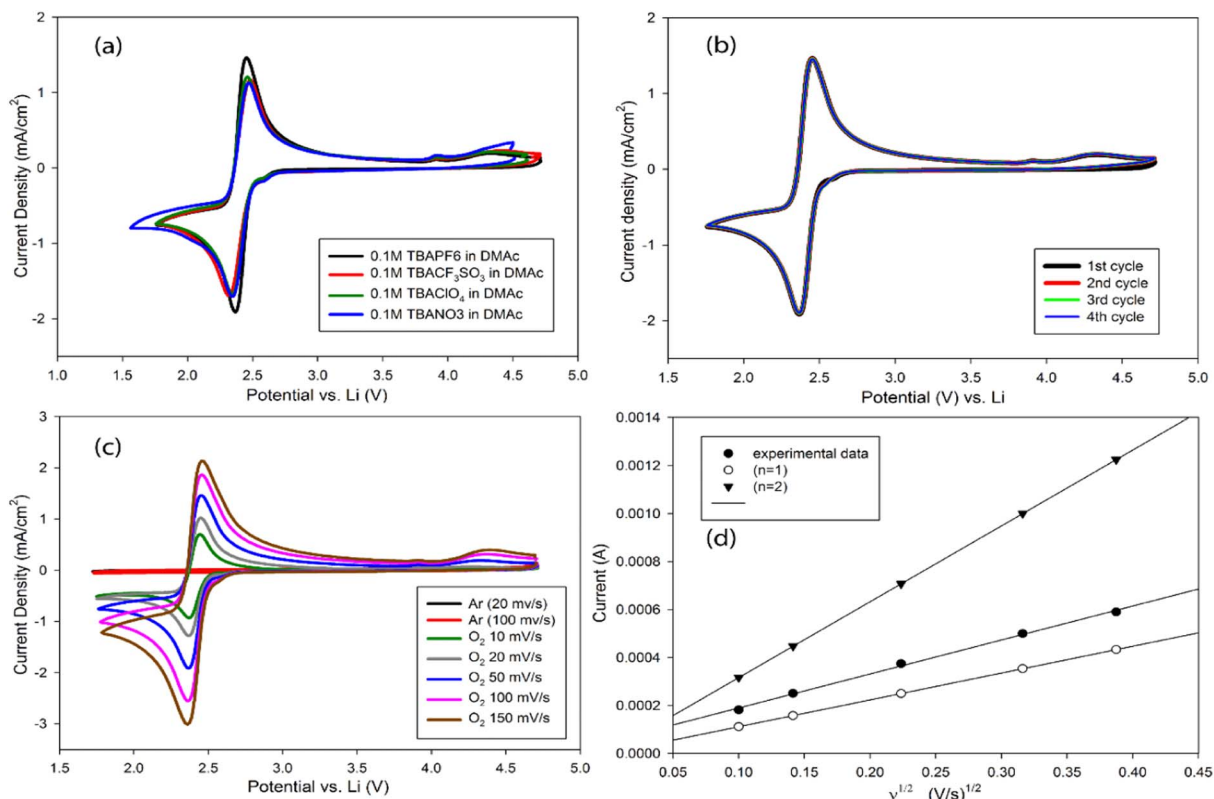 (a)
Current Density (mA/cm²)
2
1
0
-1
-2
0.1M TBAPF6 in DMAc
0.1M TBACF₃SO₃ in DMAc
0.1M TBAClO₄ in DMAc
0.1M TBANO3 in DMAc
1.0 1.5 2.0 2.5 3.0 3.5 4.0 4.5 5.0
Potential vs. Li (V)
(b)
Current density (mA/cm²)
2
1
0
-1
-2
1st cycle
2nd cycle
3rd cycle
4th cycle
1.5 2.0 2.5 3.0 3.5 4.0 4.5 5.0
Potential (V) vs. Li
(c)
Current Density (mA/cm²)
3
2
1
0
-1
-2
-3
Ar (20 mv/s)
Ar (100 mv/s)
O₂ 10 mV/s
O₂ 20 mV/s
O₂ 50 mV/s
O₂ 100 mV/s
O₂ 150 mV/s
1.5 2.0 2.5 3.0 3.5 4.0 4.5 5.0
Potential vs. Li (V)
(d)
Current (A)
0.0014
0.0012
0.0010
0.0008
0.0006
0.0004
0.0002
0.0000
experimental data
(n=1)
(n=2)
0.05 0.10 0.15 0.20 0.25 0.30 0.35 0.40 0.45
ν^1/2 (V/s)^1/2